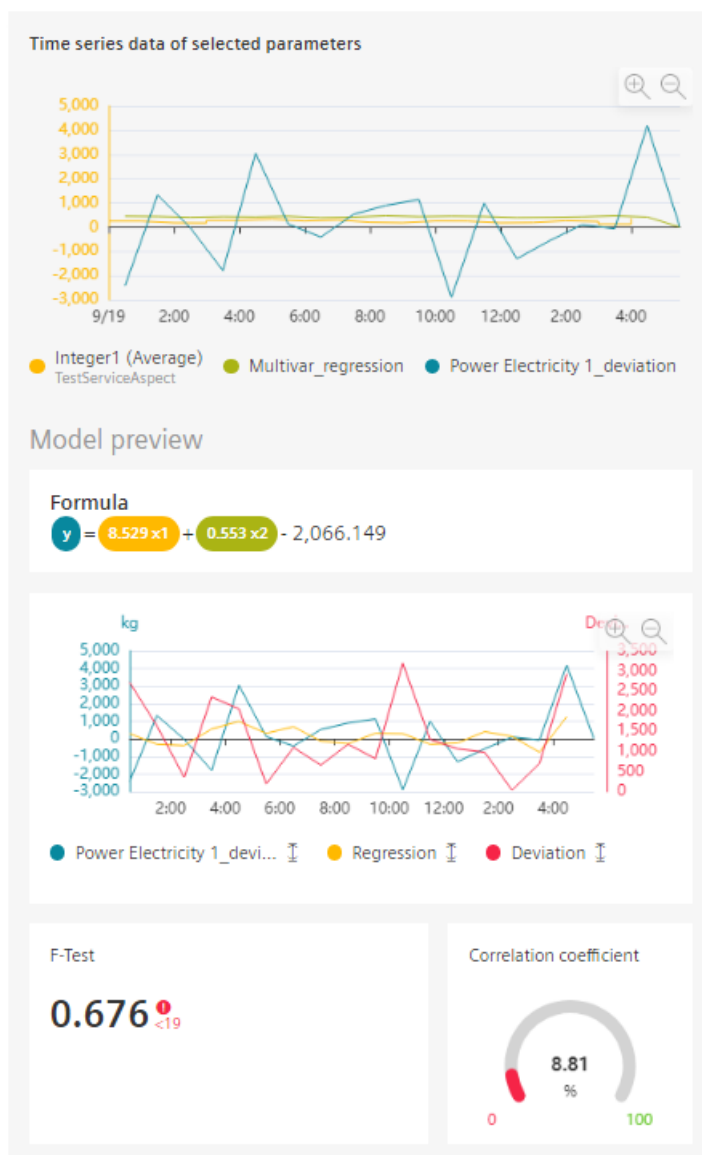 Time series data of selected parameters
5,000
4,000
3,000
2,000
1,000
0
-1,000
-2,000
-3,000
9/19 2:00 4:00 6:00 8:00 10:00 12:00 2:00 4:00
Integer1 (Average) Multivar_regression Power Electricity 1_deviation
TestServiceAspect
Model preview
Formula
y = 8.529 x1 + 0.553 x2 - 2,066.149
kg
5,000 3,500
4,000 3,000
3,000 2,500
2,000 2,000
1,000 1,500
0 1,000
-1,000 500
-2,000 0
-3,000
2:00 4:00 6:00 8:00 10:00 12:00 2:00 4:00
Power Electricity 1_devi... Regression Deviation
F-Test Correlation coefficient
0.676 ! <19
8.81
%
0 100